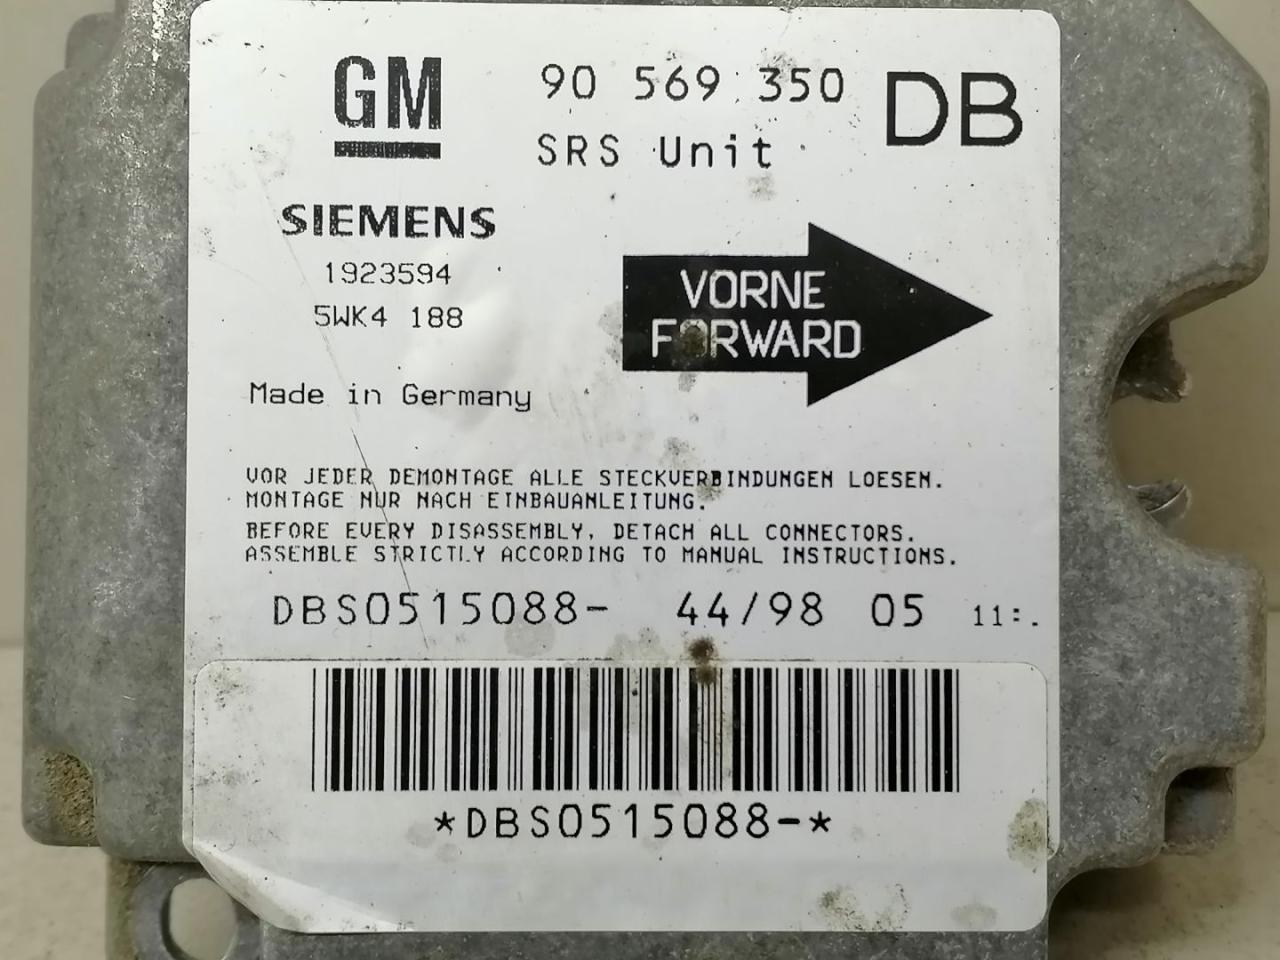 GM
90 569 350
DB
SRS Unit
SIEMENS
1923594
5WK4 188
VORNE
FORWARD
Made in Germany
VOR JEDER DEMONTAGE ALLE STECKVERBINDUNGEN LOESEN.
MONTAGE NUR NACH EINBAUANLEITUNG.
BEFORE EVERY DISASSEMBLY, DETACH ALL CONNECTORS.
ASSEMBLE STRICTLY ACCORDING TO MANUAL INSTRUCTIONS.
DBS0515088- 44/98 05 11:.
*DBS0515088-*